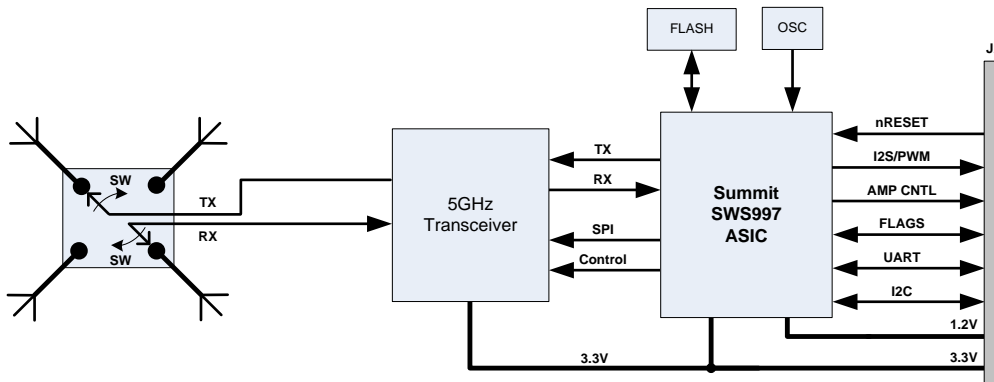 FLASH
OSC
J
SW
TX
RX
SW
5GHz
Transceiver
TX
RX
SPI
Control
Summit
SWS997
ASIC
nRESET
I2S/PWM
AMP CNTL
FLAGS
UART
I2C
1.2V
3.3V
3.3V